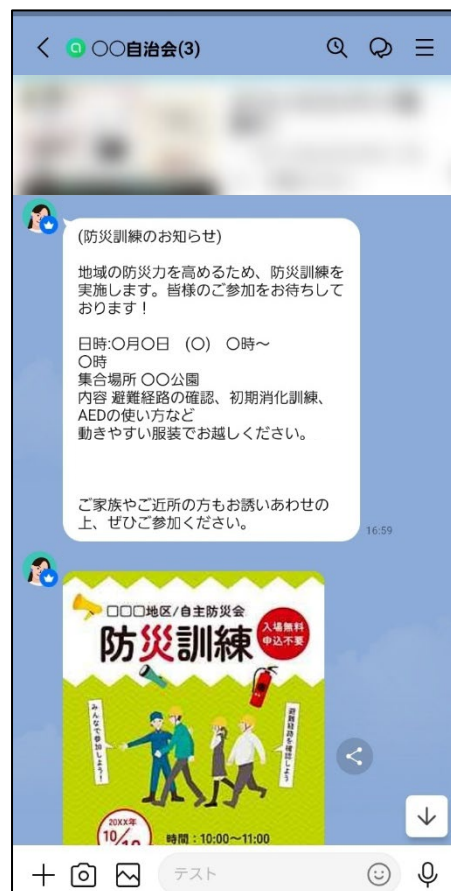 〇〇自治会(3)
(防災訓練のお知らせ)
地域の防災力を高めるため、防災訓練を
実施します。皆様のご参加をお待ちして
おります！
日時:〇月〇日 (〇) 〇時～
〇時
集合場所 〇〇公園
内容 避難経路の確認、初期消化訓練、
AEDの使い方など
動きやすい服装でお越しください。
ご家族やご近所の方もお誘いあわせの
上、ぜひご参加ください。
16:59
□□□地区/自主防災会
防災訓練
入場無料
申込不要
みんなで参加しよう！
避難経路を確認しよう
20XX年
10/
時間：10:00～11:00
テスト